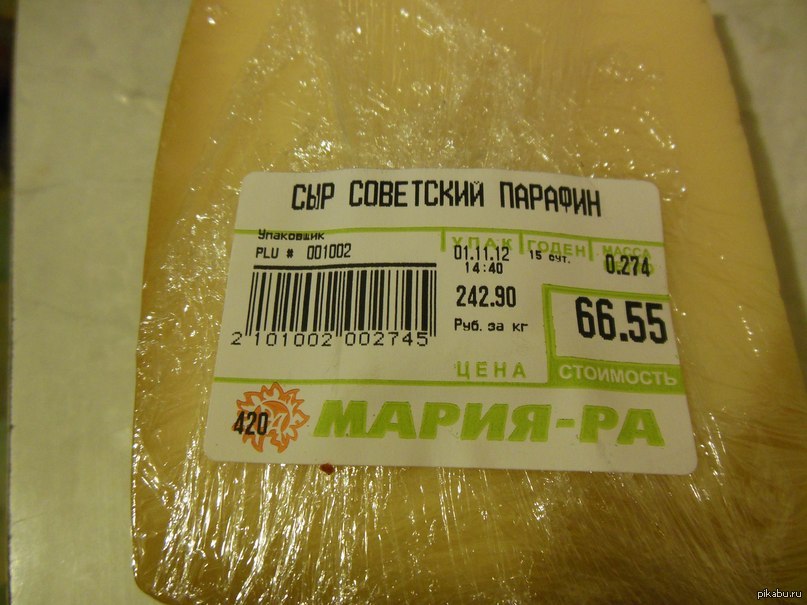 СЫР СОВЕТСКИЙ ПАРАФИН
Упаковщик
PLU # 001002
УПАК ГОДЕН МАССА
01.11.12 15 сут. 0.274
14:40
242.90
Руб. за кг
66.55
2 101002 002745
ЦЕНА
СТОИМОСТЬ
420
МАРИЯ-РА
pikabu.ru